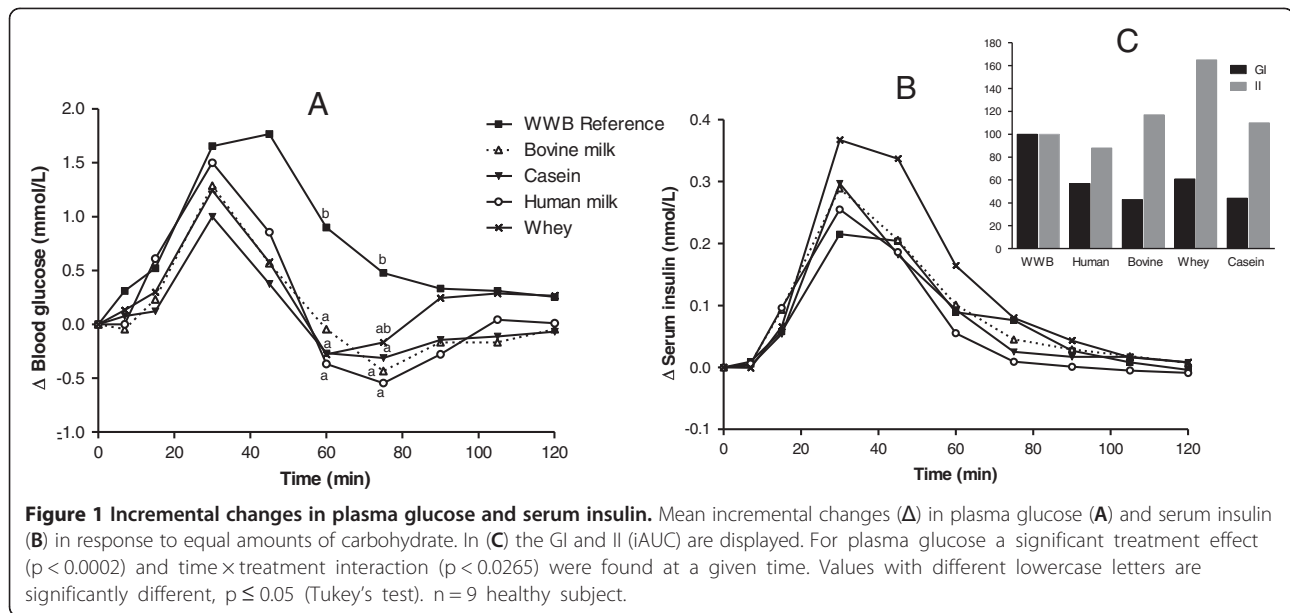 A
2.0
1.5
1.0
0.5
0.0
-0.5
-1.0
Δ Blood glucose (mmol/L)
0 20 40 60 80 100 120
Time (min)
b
b
a
a
a
ab
a
a
a
WWB Reference
Bovine milk
Casein
Human milk
Whey
B
0.4
0.3
0.2
0.1
0.0
-0.1
Δ Serum insulin (nmol/L)
0 20 40 60 80 100 120
Time (min)
C
180
160
140
120
100
80
60
40
20
0
WWB Human Bovine Whey Casein
GI
II
Figure 1 Incremental changes in plasma glucose and serum insulin. Mean incremental changes (Δ) in plasma glucose (A) and serum insulin
(B) in response to equal amounts of carbohydrate. In (C) the GI and II (iAUC) are displayed. For plasma glucose a significant treatment effect
(p < 0.0002) and time × treatment interaction (p < 0.0265) were found at a given time. Values with different lowercase letters are
significantly different, p ≤ 0.05 (Tukey's test). n = 9 healthy subject.